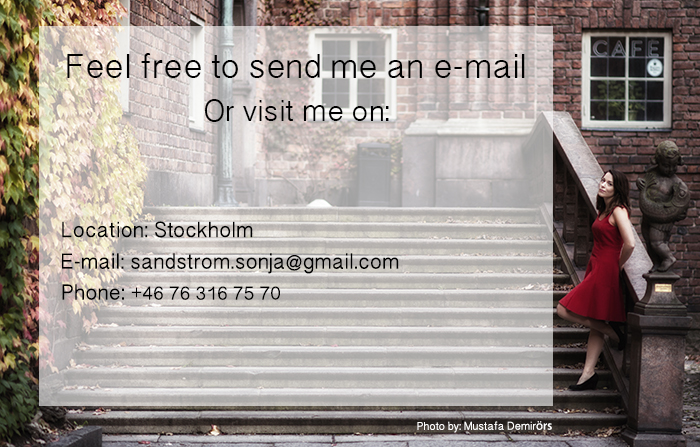 CAFE
Feel free to send me an e-mail
Or visit me on:
Location: Stockholm
E-mail: sandstrom.sonja@gmail.com
Phone: +46 76 316 75 70
Photo by: Mustafa Demirörs